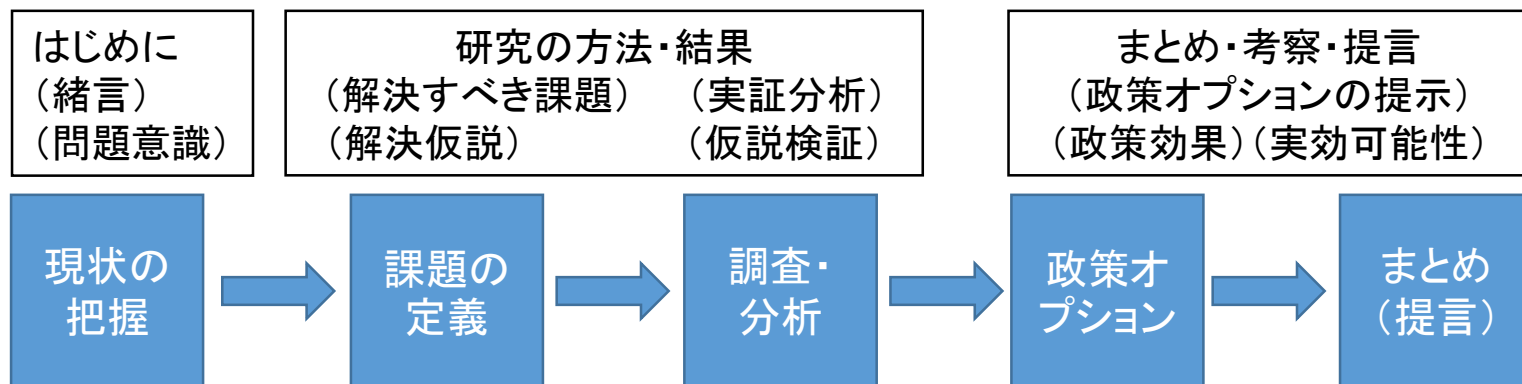 はじめに
（緒言）
（問題意識）
研究の方法・結果
（解決すべき課題）　（実証分析）
（解決仮説）　（仮説検証）
まとめ・考察・提言
（政策オプションの提示）
（政策効果）（実効可能性）
現状の
把握
課題の
定義
調査・
分析
政策オ
プション
まとめ
（提言）